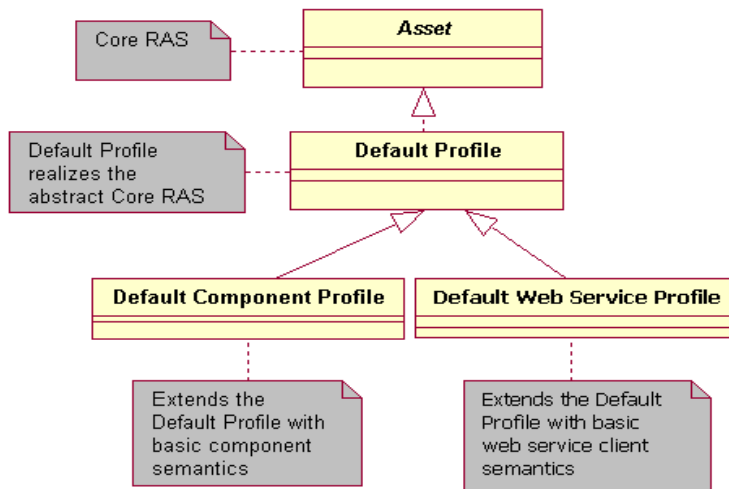 Core RAS
Asset
Default Profile
realizes the
abstract Core RAS
Default Profile
Default Component Profile
Default Web Service Profile
Extends the
Default Profile with
basic component
semantics
Extends the Default
Profile with basic
web service client
semantics